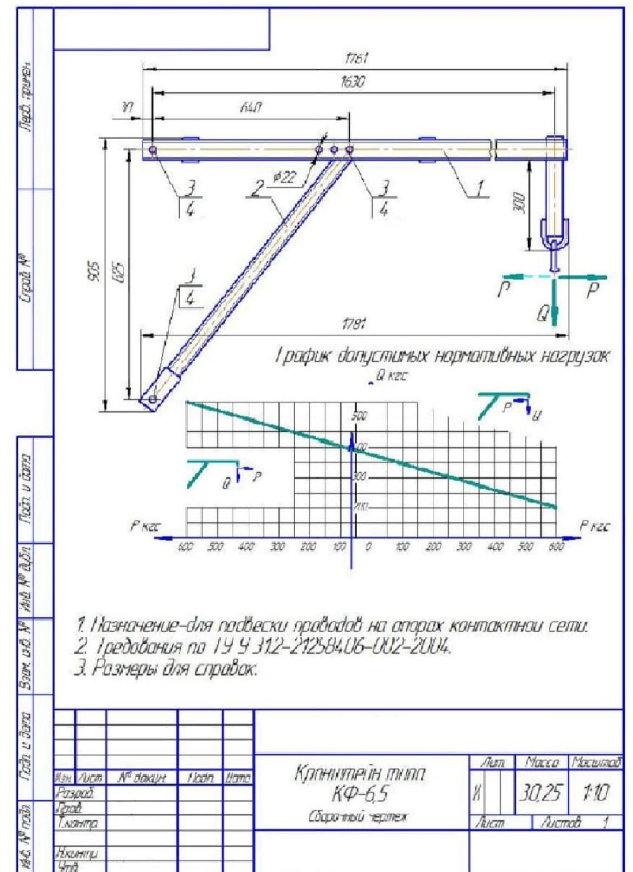 Перв. примен.
Справ. №
Подп. и дата
Инв. № дубл.
Взам. инв. №
Подп. и дата
Инв. № подл.
1761
1630
30
640
⌀22
3
4
2
3
4
1
300
905
825
3
4
P
P
Q
1781
График допустимых нормативных нагрузок
Q кгс
500
400
300
200
P Q
Q P
P кгс
600 500 400 300 200 100 0 100 200 300 400 500 600
P кгс
1. Назначение-для подвески проводов на опорах контактной сети.
2. Требования по ТУ У 31.2-21258406-002-2004.
3. Размеры для справок.
Изм. Лист № докум. Подп. Дата
Разраб.
Пров.
Т.контр.
Н.контр.
Утв.
Кронштейн типа
КФ-6,5
Сборочный чертеж
Лит. Масса Масштаб
И 30,25 1:10
Лист Листов 1